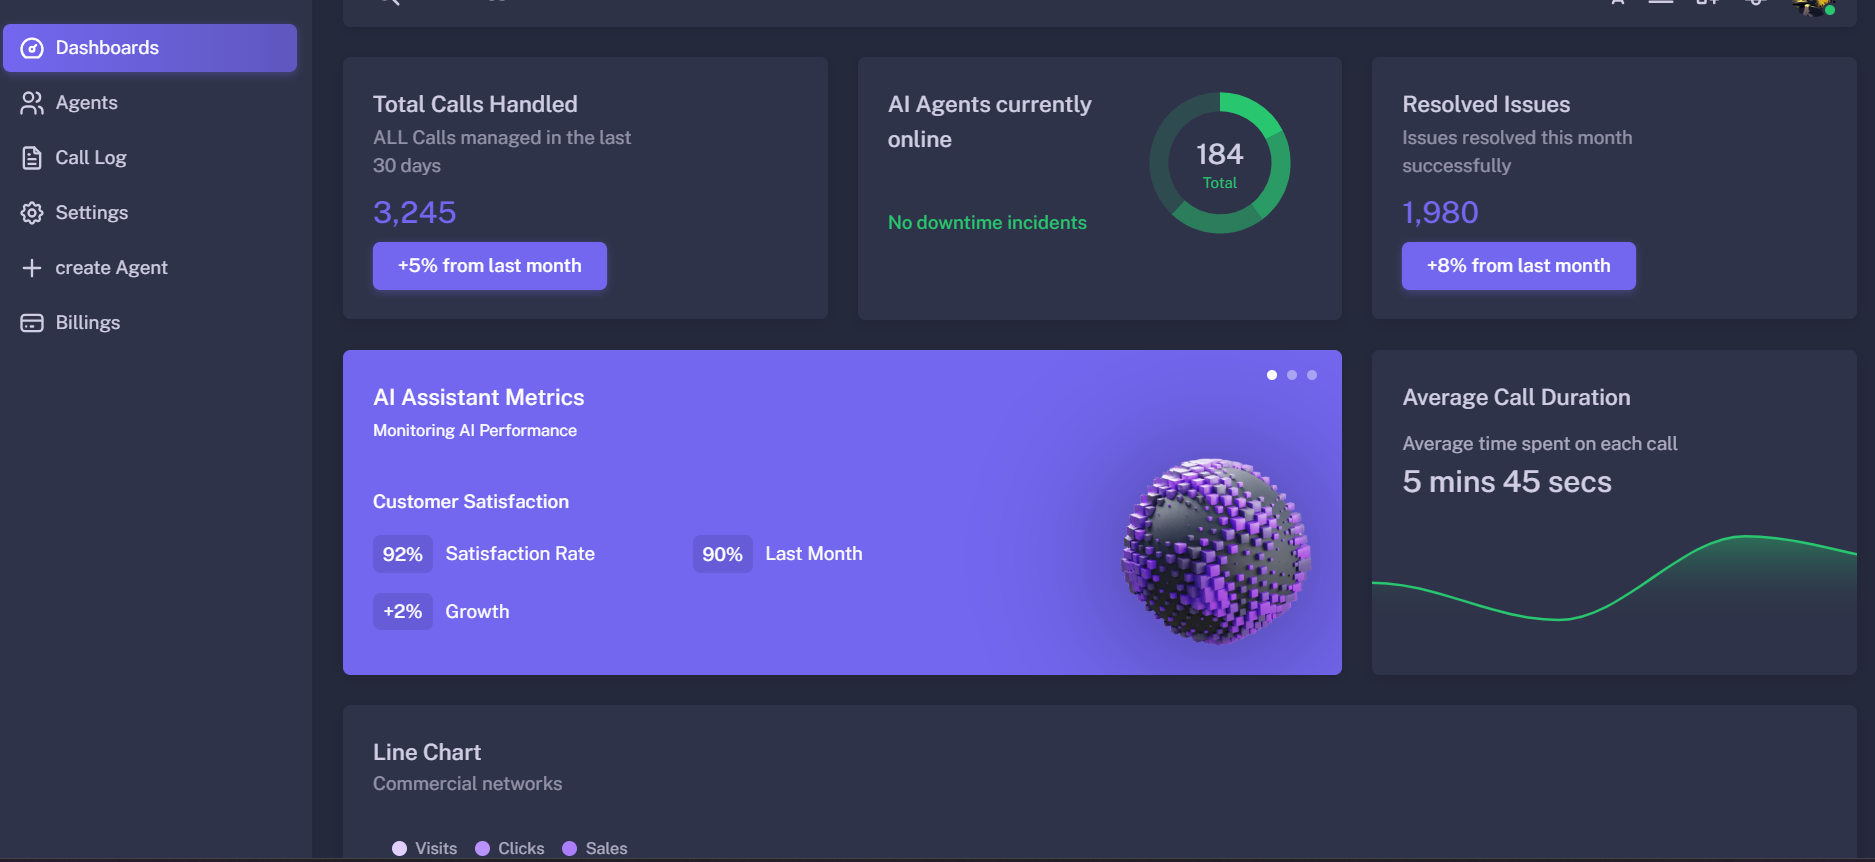 Dashboards
Agents
Call Log
Settings
create Agent
Billings
Total Calls Handled
ALL Calls managed in the last
30 days
3,245
+5% from last month
AI Agents currently
online
No downtime incidents
184
Total
Resolved Issues
Issues resolved this month
successfully
1,980
+8% from last month
AI Assistant Metrics
Monitoring AI Performance
Customer Satisfaction
92% Satisfaction Rate
90% Last Month
+2% Growth
Average Call Duration
Average time spent on each call
5 mins 45 secs
Line Chart
Commercial networks
Visits Clicks Sales